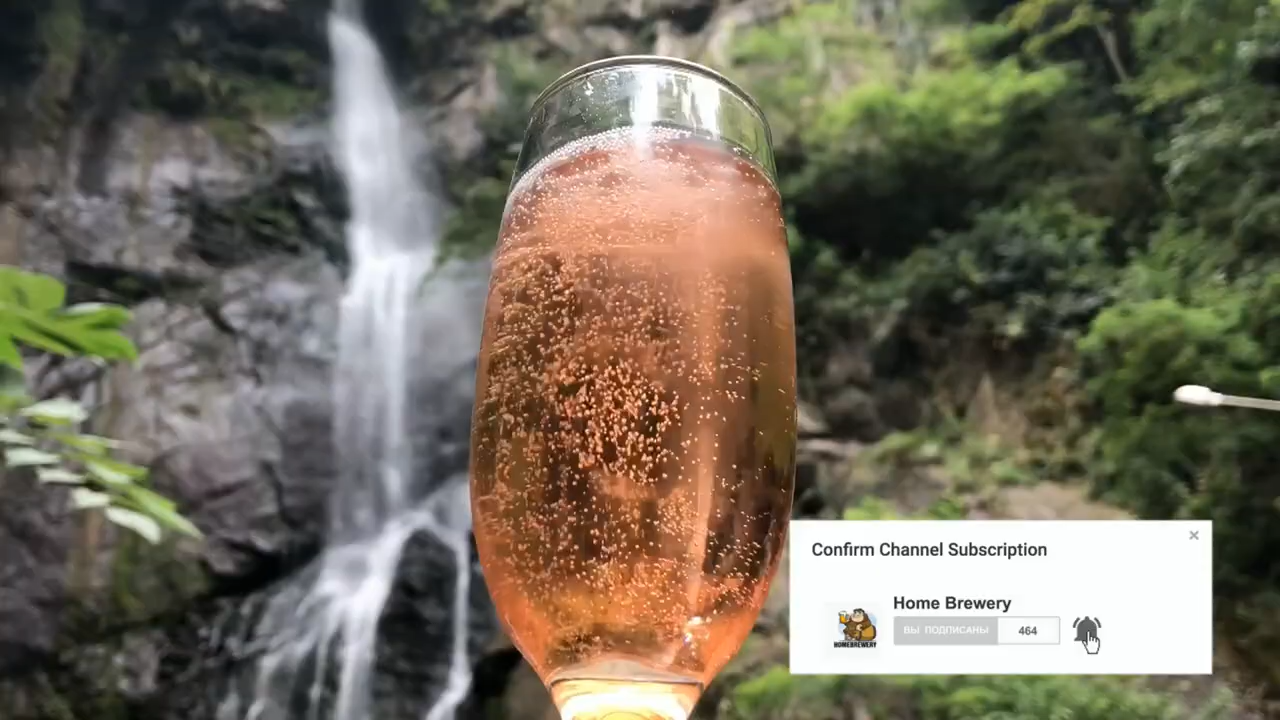 Confirm Channel Subscription
×
Home Brewery
ВЫ ПОДПИСАНЫ
464
HOMEBREWERY